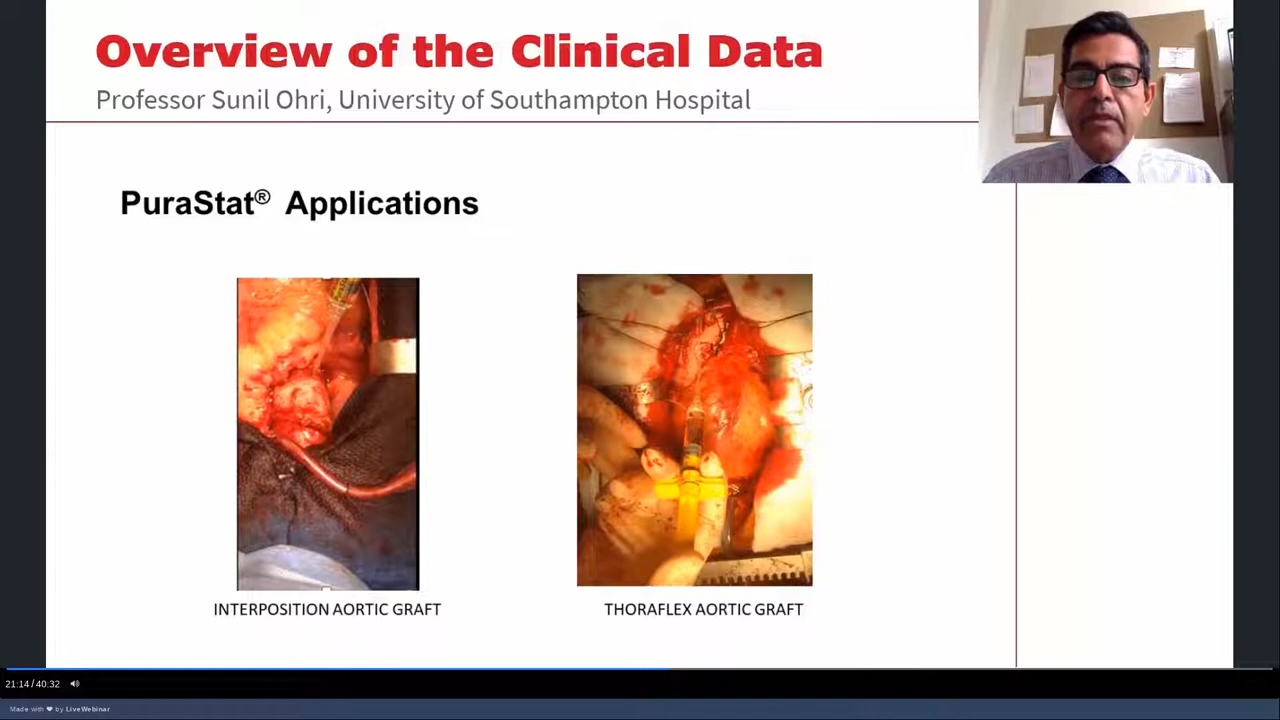 Overview of the Clinical Data
Professor Sunil Ohri, University of Southampton Hospital
PuraStat® Applications
INTERPOSITION AORTIC GRAFT
THORAFLEX AORTIC GRAFT
21:14 / 40:32
Made with ❤ by LiveWebinar